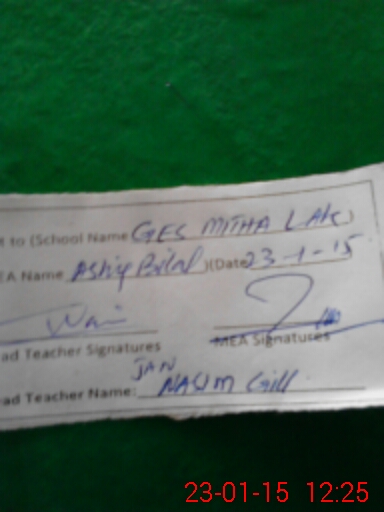 t to (School Name GES MITHA LAK)
EA Name Ashiq Bilal )(Date 23-1-15
ad Teacher Signatures MEA Signatures
JAN
ead Teacher Name: NASIM Gill
23-01-15 12:25